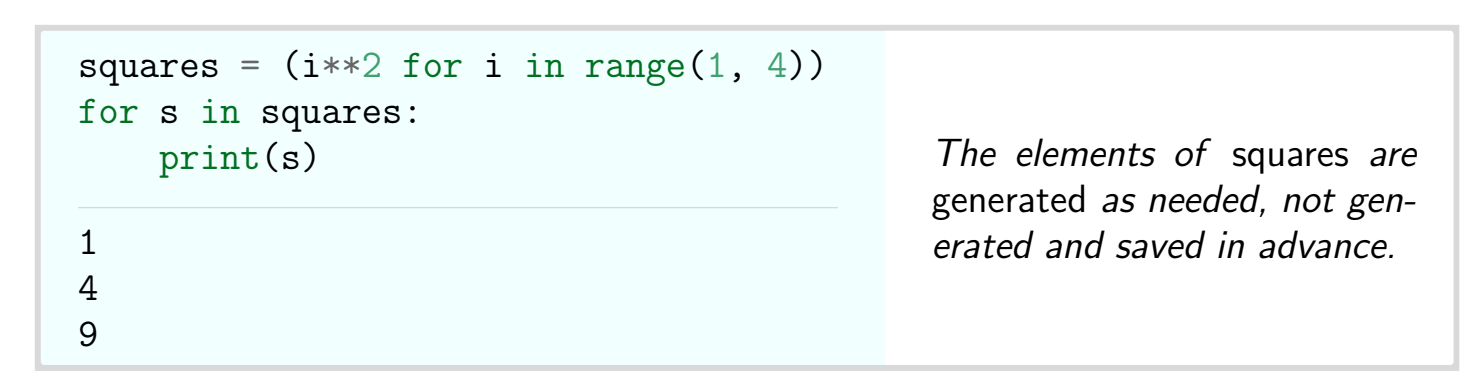 squares = (i**2 for i in range(1, 4))
for s in squares:
    print(s)
1
4
9
The elements of squares are
generated as needed, not gen-
erated and saved in advance.